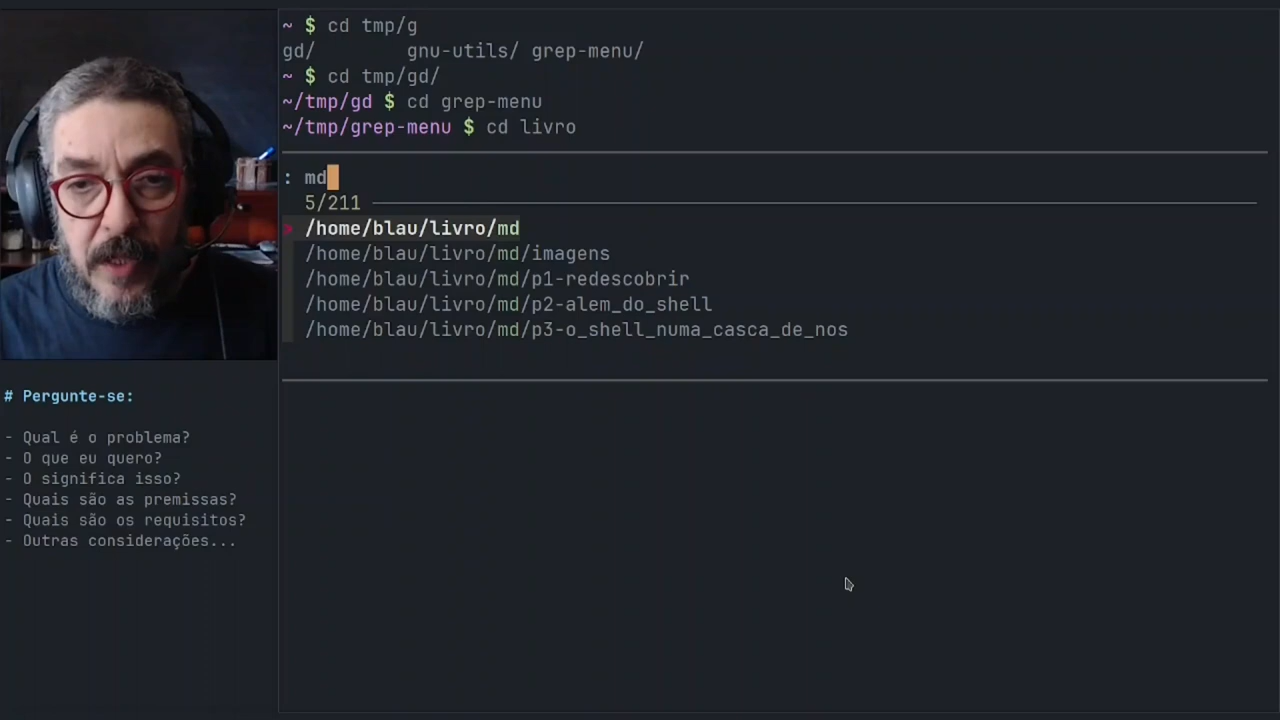 ~ $ cd tmp/g
gd/ gnu-utils/ grep-menu/
~ $ cd tmp/gd/
~/tmp/gd $ cd grep-menu
~/tmp/grep-menu $ cd livro
: md
5/211
> /home/blau/livro/md
/home/blau/livro/md/imagens
/home/blau/livro/md/p1-redescobrir
/home/blau/livro/md/p2-alem_do_shell
/home/blau/livro/md/p3-o_shell_numa_casca_de_nos
# Pergunte-se:
- Qual é o problema?
- O que eu quero?
- O significa isso?
- Quais são as premissas?
- Quais são os requisitos?
- Outras considerações...